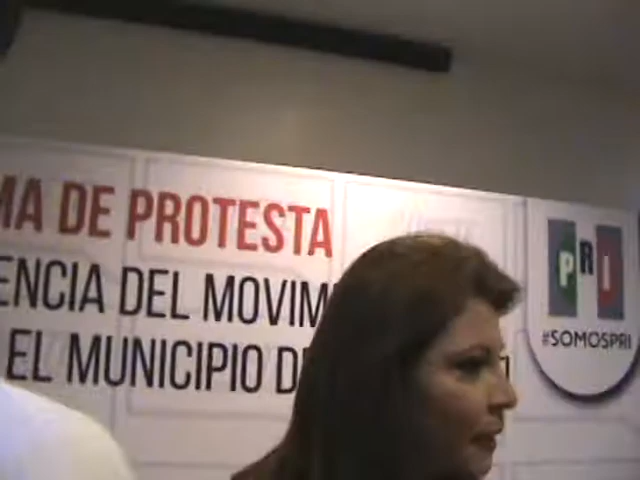 MA DE PROTESTA
ENCIA DEL MOVIM
EL MUNICIPIO D
PRI
#SOMOSPRI